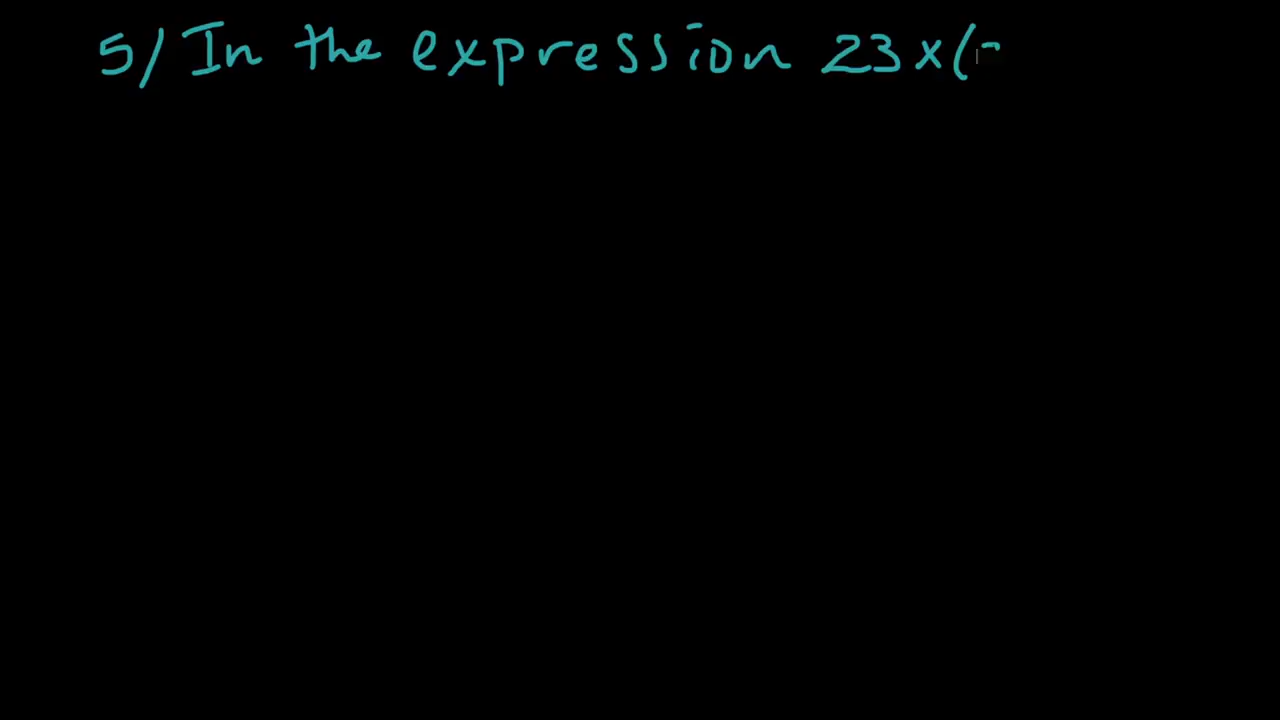 5/ In the expression 23x(